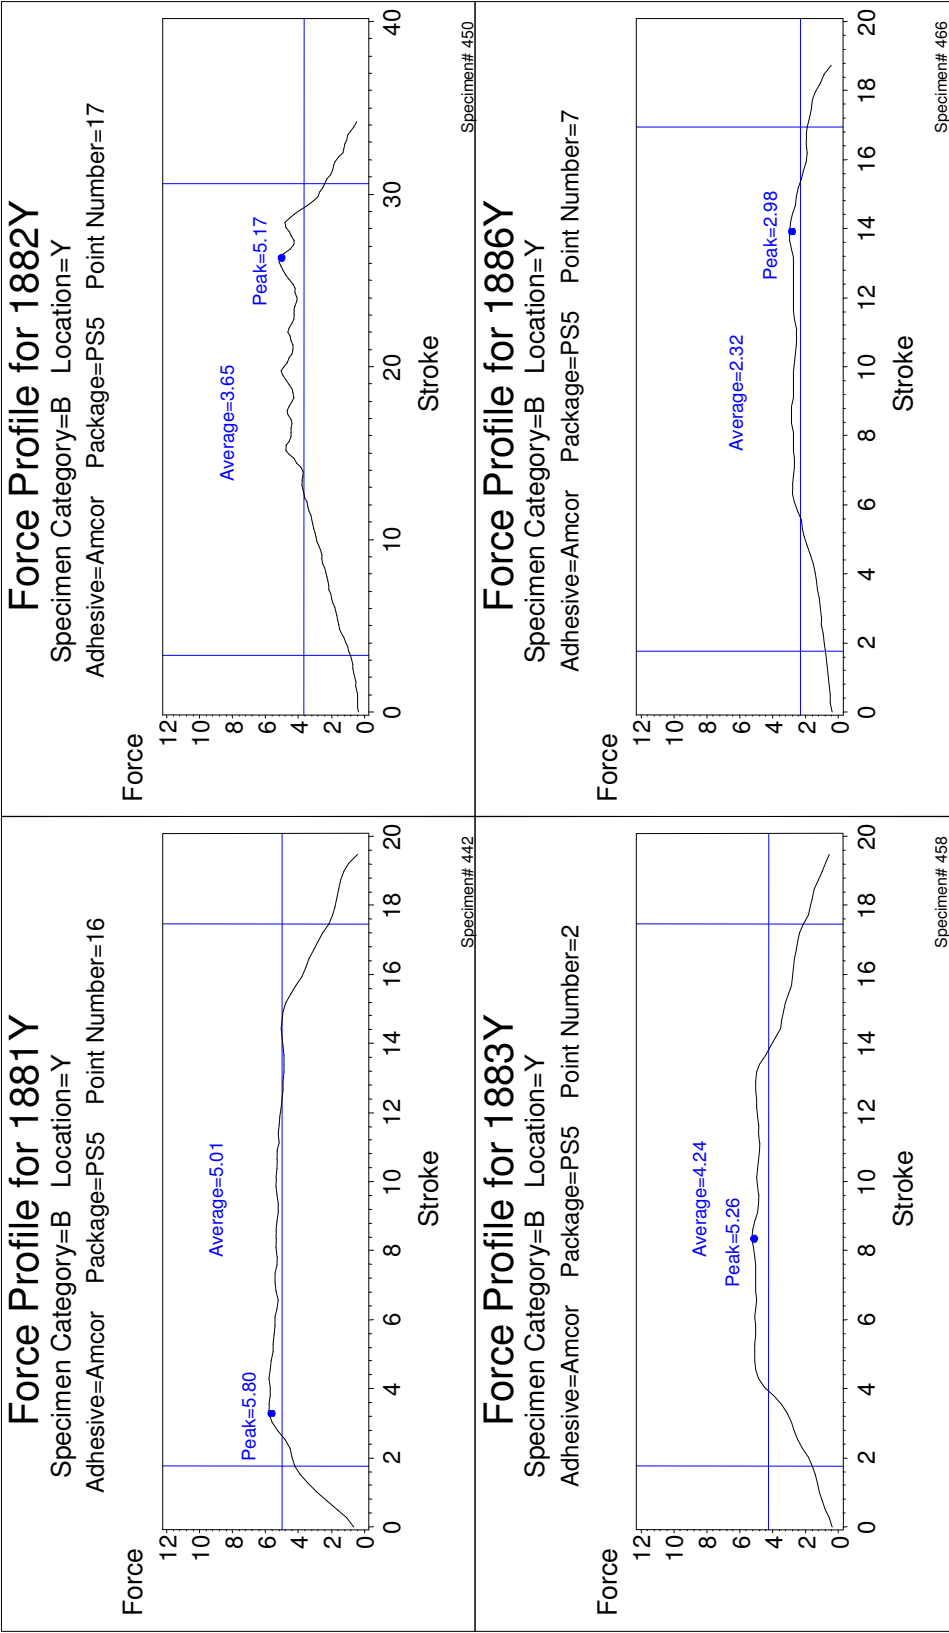 Force Profile for 1881Y
Specimen Category=B Location=Y
Adhesive=Amcor Package=PS5 Point Number=16
Force
12
10
8
6
4
2
0
Average=5.01
Peak=5.80
0 2 4 6 8 10 12 14 16 18 20
Stroke
Specimen# 442
Force Profile for 1882Y
Specimen Category=B Location=Y
Adhesive=Amcor Package=PS5 Point Number=17
Force
12
10
8
6
4
2
0
Average=3.65
Peak=5.17
0 10 20 30 40
Stroke
Specimen# 450
Force Profile for 1883Y
Specimen Category=B Location=Y
Adhesive=Amcor Package=PS5 Point Number=2
Force
12
10
8
6
4
2
0
Average=4.24
Peak=5.26
0 2 4 6 8 10 12 14 16 18 20
Stroke
Specimen# 458
Force Profile for 1886Y
Specimen Category=B Location=Y
Adhesive=Amcor Package=PS5 Point Number=7
Force
12
10
8
6
4
2
0
Average=2.32
Peak=2.98
0 2 4 6 8 10 12 14 16 18 20
Stroke
Specimen# 466